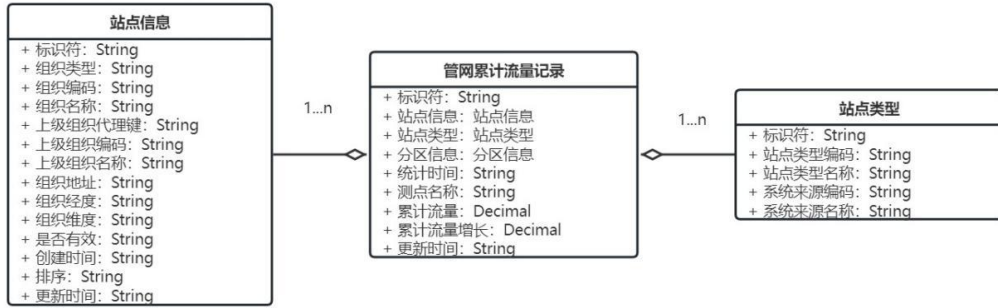 站点信息
+ 标识符：String
+ 组织类型：String
+ 组织编码：String
+ 组织名称：String
+ 上级组织代理键：String
+ 上级组织编码：String
+ 上级组织名称：String
+ 组织地址：String
+ 组织经度：String
+ 组织维度：String
+ 是否有效：String
+ 创建时间：String
+ 排序：String
+ 更新时间：String
1...n
管网累计流量记录
+ 标识符：String
+ 站点信息：站点信息
+ 站点类型：站点类型
+ 分区信息：分区信息
+ 统计时间：String
+ 测点名称：String
+ 累计流量：Decimal
+ 累计流量增长：Decimal
+ 更新时间：String
1...n
站点类型
+ 标识符：String
+ 站点类型编码：String
+ 站点类型名称：String
+ 系统来源编码：String
+ 系统来源名称：String